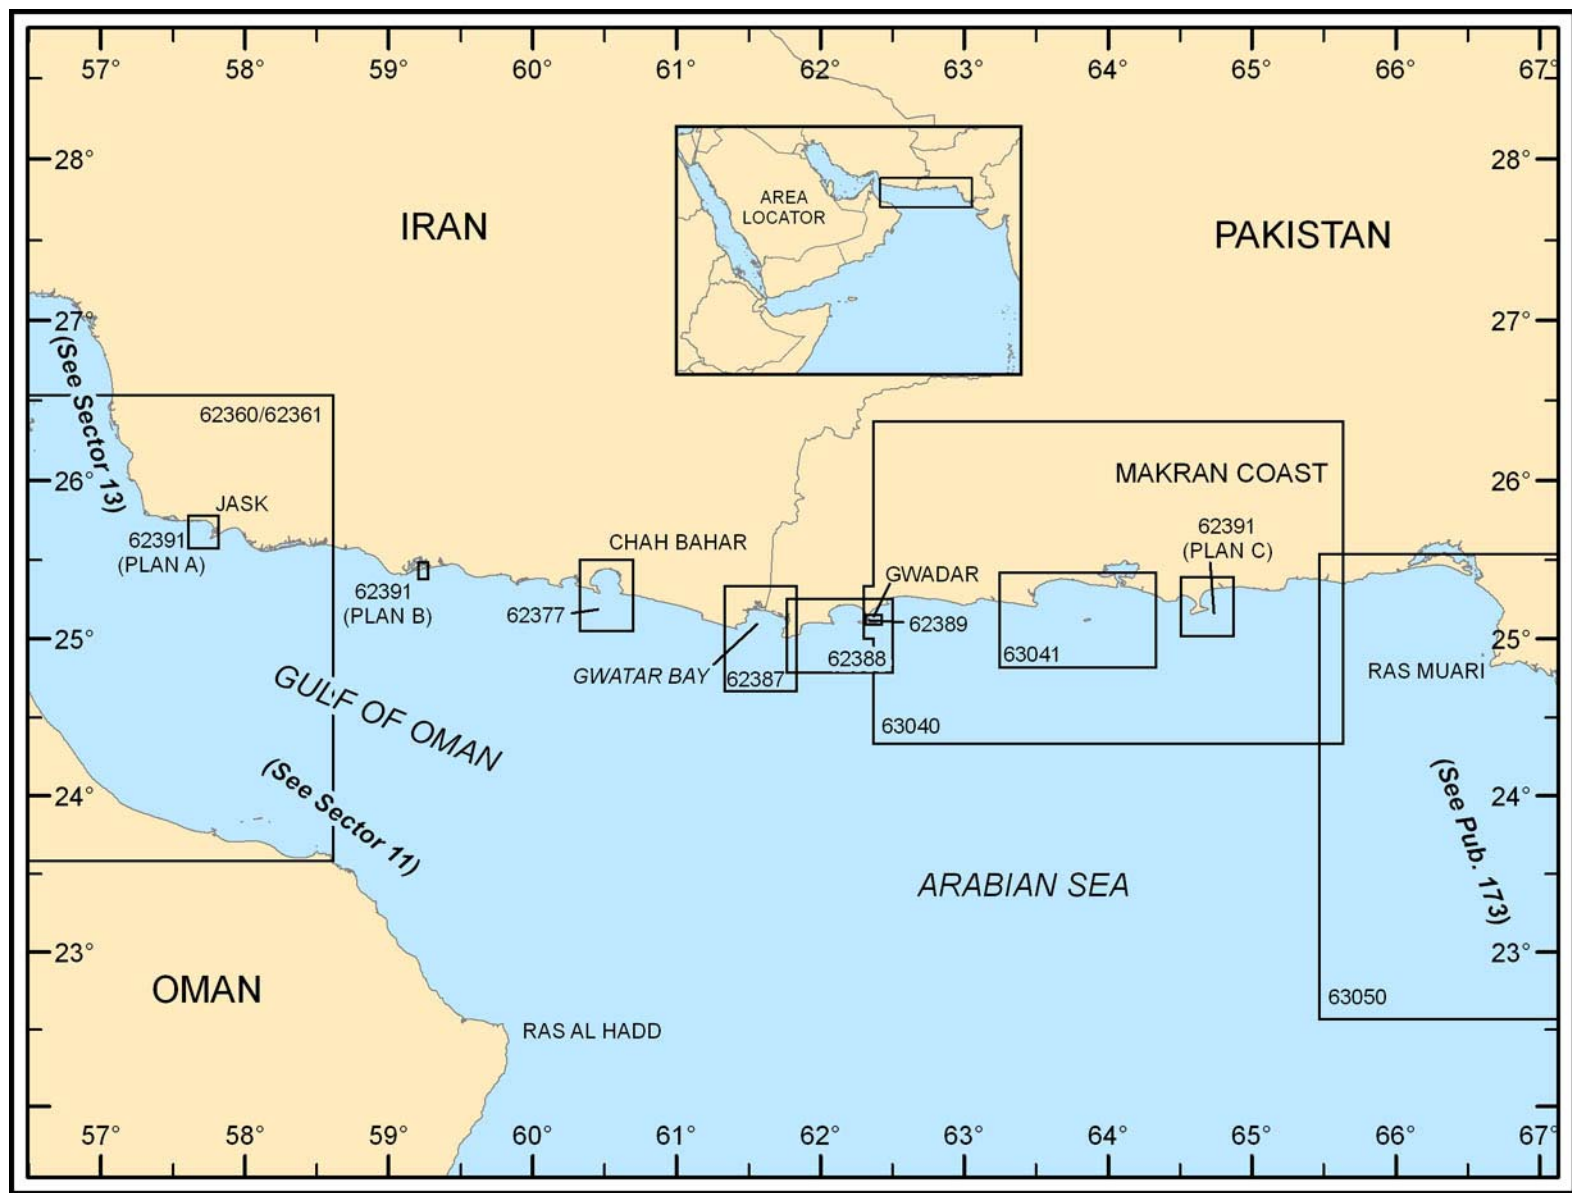 57° 58° 59° 60° 61° 62° 63° 64° 65° 66° 67°
28° 28°
AREA
LOCATOR
IRAN
PAKISTAN
27° 27°
(See Sector 13)
62360/62361
26° 26°
MAKRAN COAST
JASK
62391
(PLAN A)
CHAH BAHAR
62391
(PLAN C)
GWADAR
62391
(PLAN B)
62377
62389
25° 25°
GWATAR BAY
62387
62388
63041
RAS MUARI
GULF OF OMAN
63040
(See Sector 11)
(See Pub. 173)
24° 24°
ARABIAN SEA
23° 23°
OMAN
63050
RAS AL HADD
57° 58° 59° 60° 61° 62° 63° 64° 65° 66° 67°